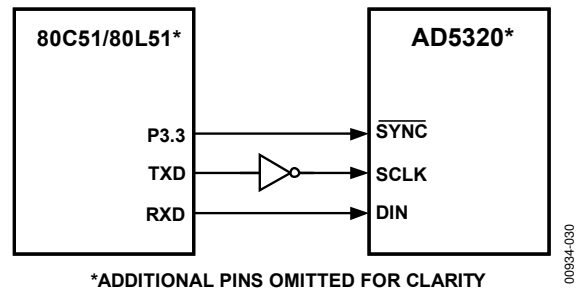 80C51/80L51*
AD5320*
P3.3
SYNC
TXD
SCLK
RXD
DIN
*ADDITIONAL PINS OMITTED FOR CLARITY
00934-030